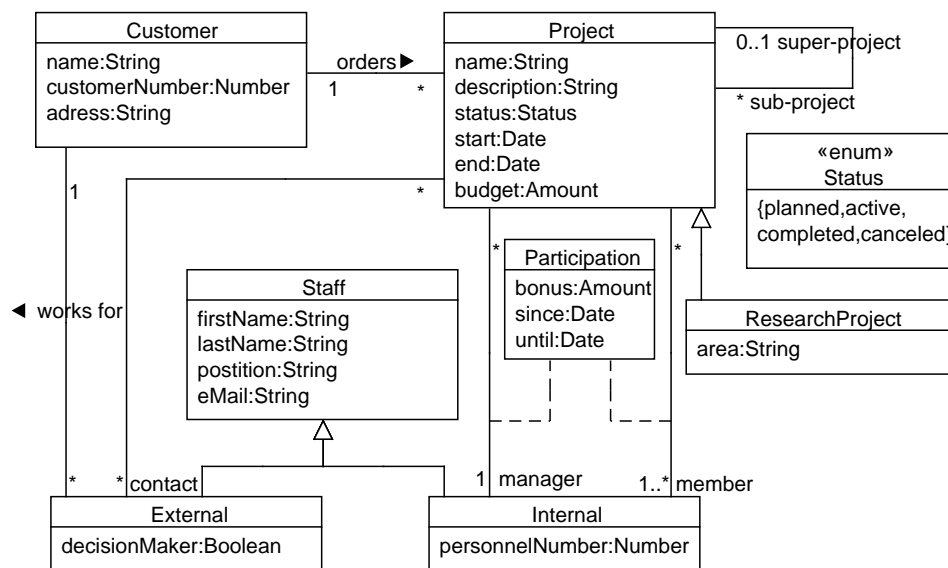 Customer
name:String
customerNumber:Number
adress:String
orders▶
1
*
Project
name:String
description:String
status:Status
start:Date
end:Date
budget:Amount
0..1 super-project
* sub-project
«enum»
Status
{planned,active,
completed,canceled}
1
*
*
*
Participation
bonus:Amount
since:Date
until:Date
Staff
firstName:String
lastName:String
postition:String
eMail:String
◀ works for
ResearchProject
area:String
*
* contact
1 manager
1..* member
External
decisionMaker:Boolean
Internal
personnelNumber:Number